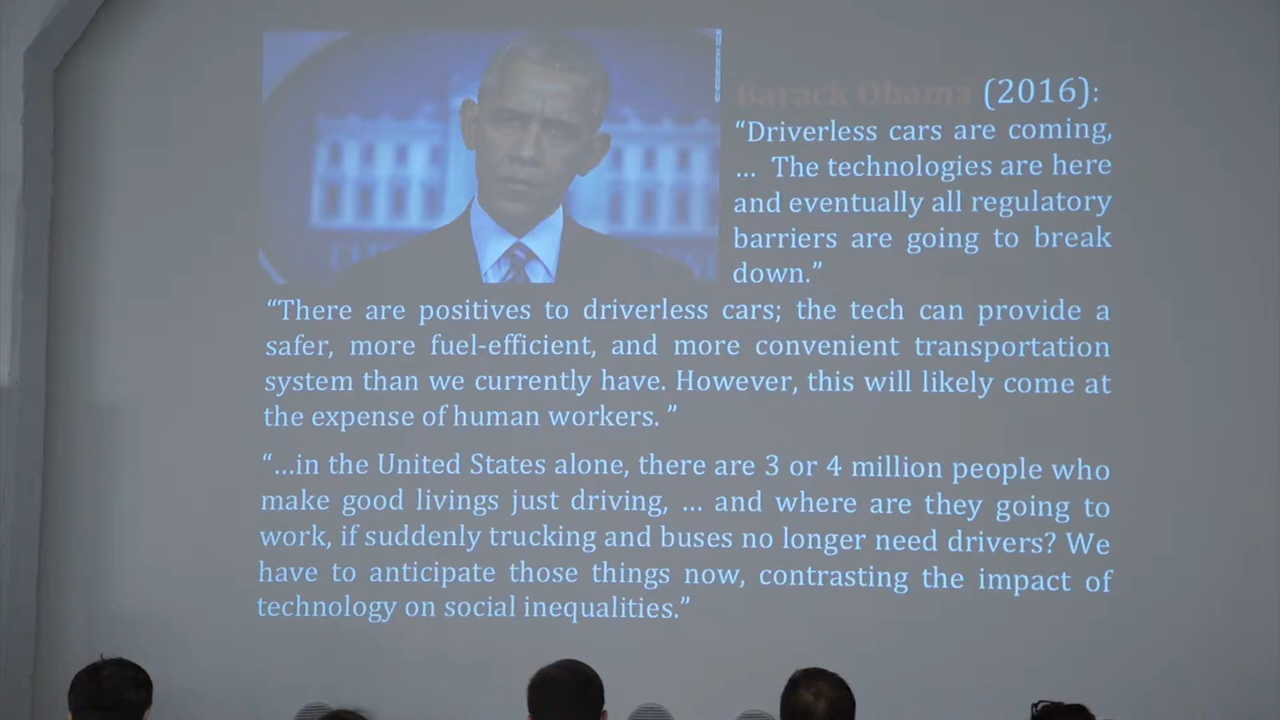 Barack Obama (2016):
“Driverless cars are coming,
… The technologies are here
and eventually all regulatory
barriers are going to break
down.”
“There are positives to driverless cars; the tech can provide a
safer, more fuel-efficient, and more convenient transportation
system than we currently have. However, this will likely come at
the expense of human workers. ”
“…in the United States alone, there are 3 or 4 million people who
make good livings just driving, … and where are they going to
work, if suddenly trucking and buses no longer need drivers? We
have to anticipate those things now, contrasting the impact of
technology on social inequalities.”